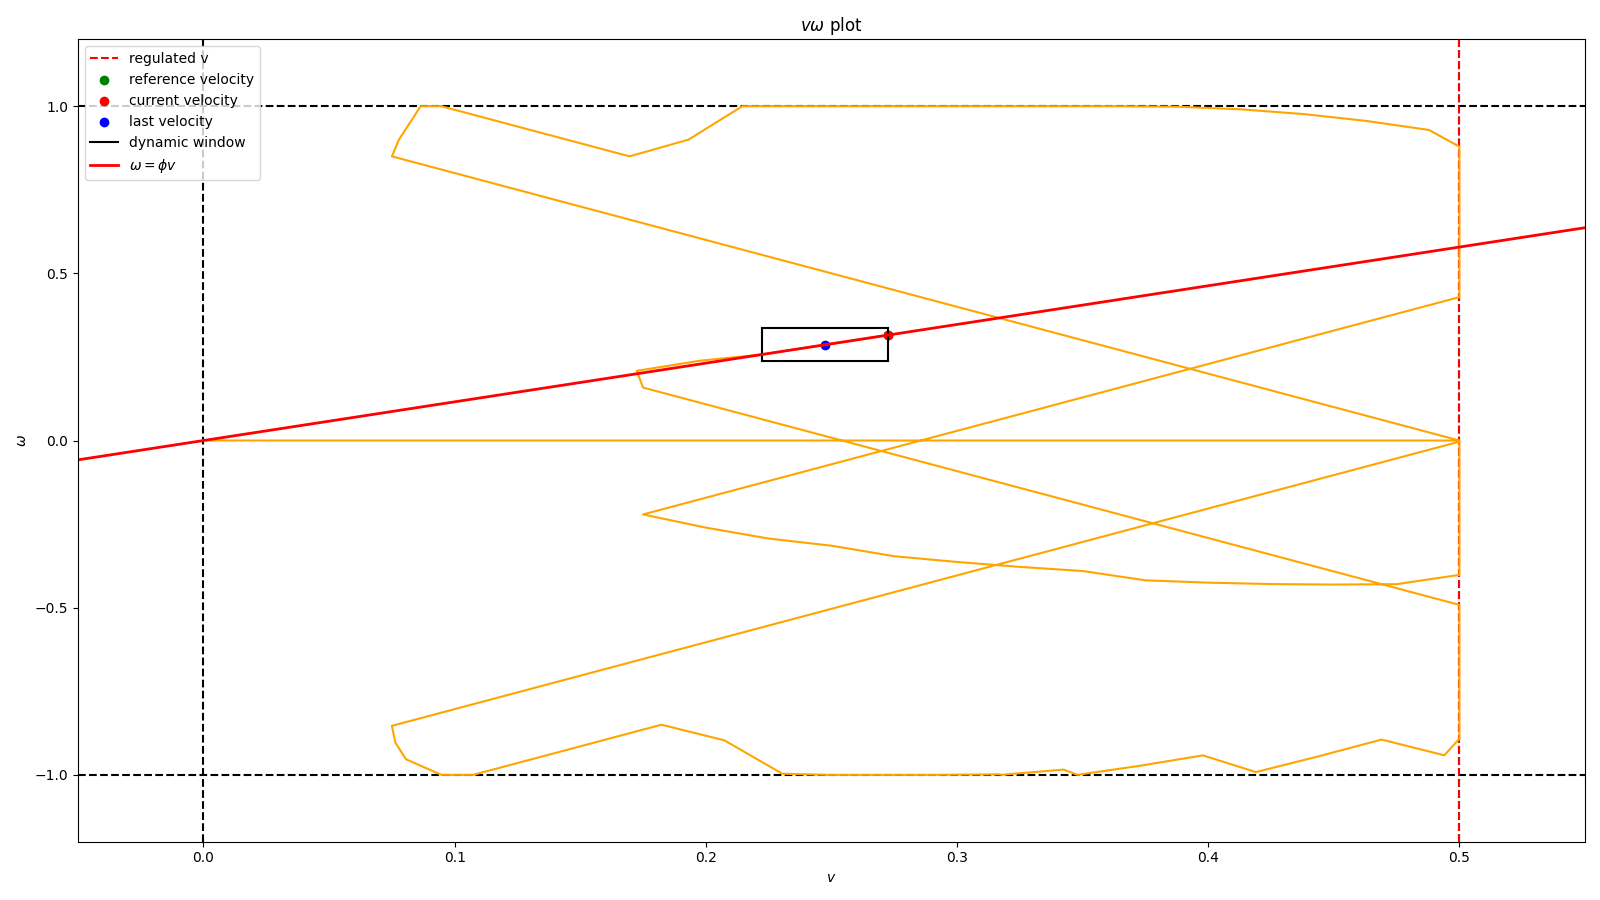 vω plot
regulated v
reference velocity
current velocity
last velocity
dynamic window
ω = ϕv
1.0
0.5
0.0
−0.5
−1.0
ω
0.0 0.1 0.2 0.3 0.4 0.5
v